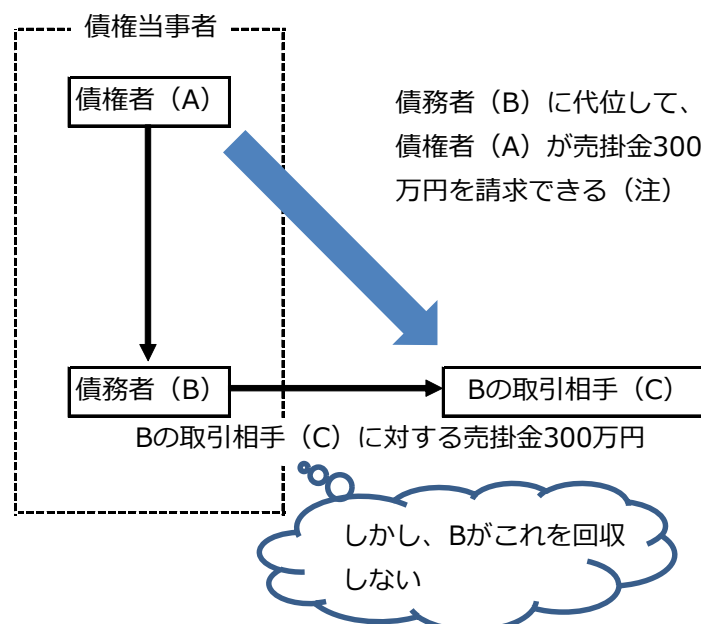 債権当事者
債権者（A）
債務者（B）に代位して、
債権者（A）が売掛金300
万円を請求できる（注）
債務者（B）
Bの取引相手（C）
Bの取引相手（C）に対する売掛金300万円
しかし、Bがこれを回収
しない